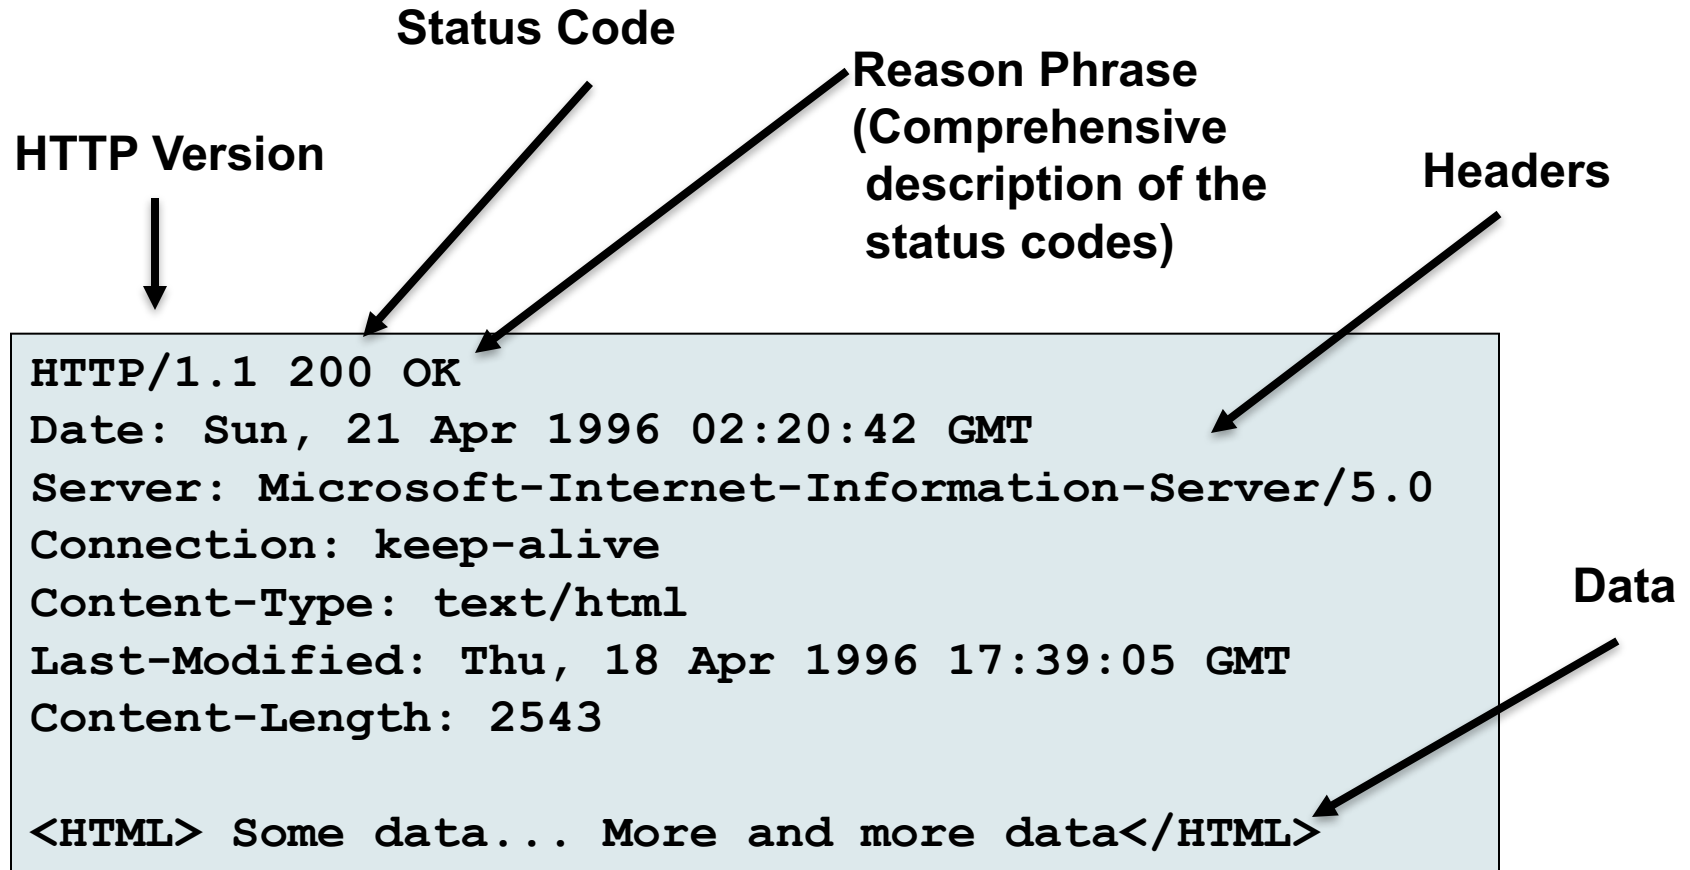 Status Code
Reason Phrase
(Comprehensive
description of the
status codes)
HTTP Version
Headers
HTTP/1.1 200 OK
Date: Sun, 21 Apr 1996 02:20:42 GMT
Server: Microsoft-Internet-Information-Server/5.0
Connection: keep-alive
Content-Type: text/html
Last-Modified: Thu, 18 Apr 1996 17:39:05 GMT
Content-Length: 2543
Data
<HTML> Some data... More and more data</HTML>